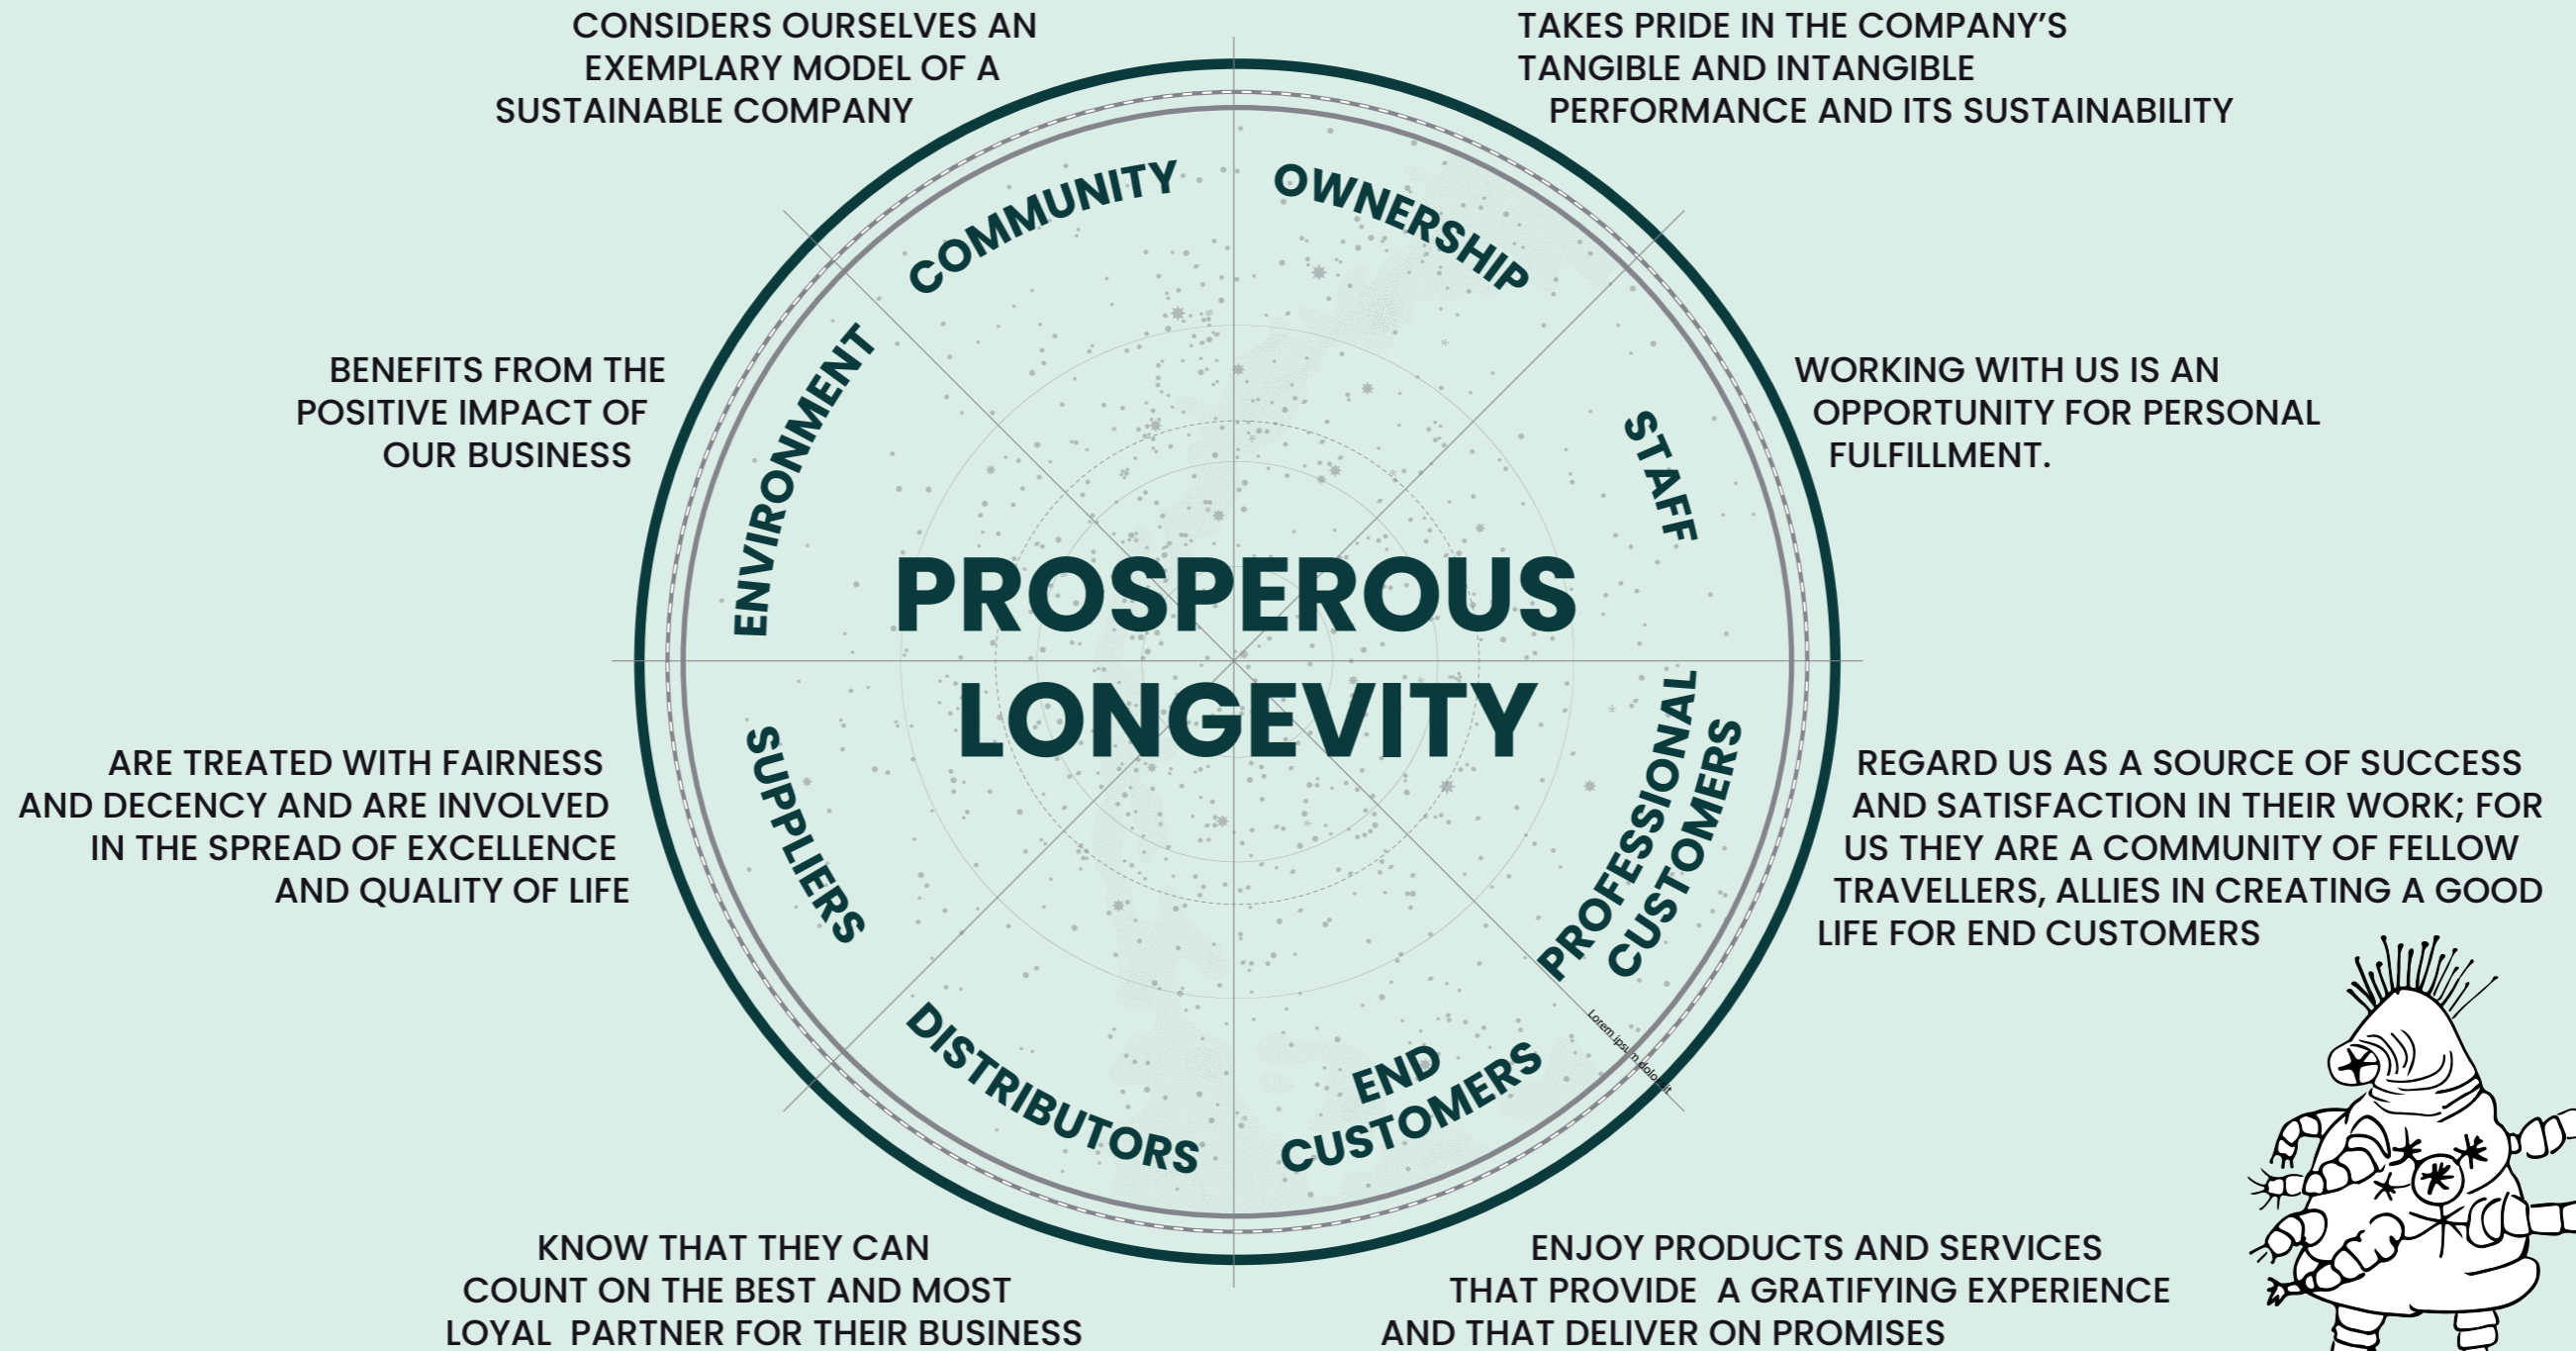 CONSIDERS OURSELVES AN
EXEMPLARY MODEL OF A
SUSTAINABLE COMPANY
TAKES PRIDE IN THE COMPANY’S
TANGIBLE AND INTANGIBLE
PERFORMANCE AND ITS SUSTAINABILITY
COMMUNITY
OWNERSHIP
BENEFITS FROM THE
POSITIVE IMPACT OF
OUR BUSINESS
ENVIRONMENT
STAFF
WORKING WITH US IS AN
OPPORTUNITY FOR PERSONAL
FULFILLMENT.
PROSPEROUS
LONGEVITY
ARE TREATED WITH FAIRNESS
AND DECENCY AND ARE INVOLVED
IN THE SPREAD OF EXCELLENCE
AND QUALITY OF LIFE
SUPPLIERS
PROFESSIONAL
CUSTOMERS
REGARD US AS A SOURCE OF SUCCESS
AND SATISFACTION IN THEIR WORK; FOR
US THEY ARE A COMMUNITY OF FELLOW
TRAVELLERS, ALLIES IN CREATING A GOOD
LIFE FOR END CUSTOMERS
Lorem ipsum dolor sit
DISTRIBUTORS
END
CUSTOMERS
KNOW THAT THEY CAN
COUNT ON THE BEST AND MOST
LOYAL PARTNER FOR THEIR BUSINESS
ENJOY PRODUCTS AND SERVICES
THAT PROVIDE A GRATIFYING EXPERIENCE
AND THAT DELIVER ON PROMISES